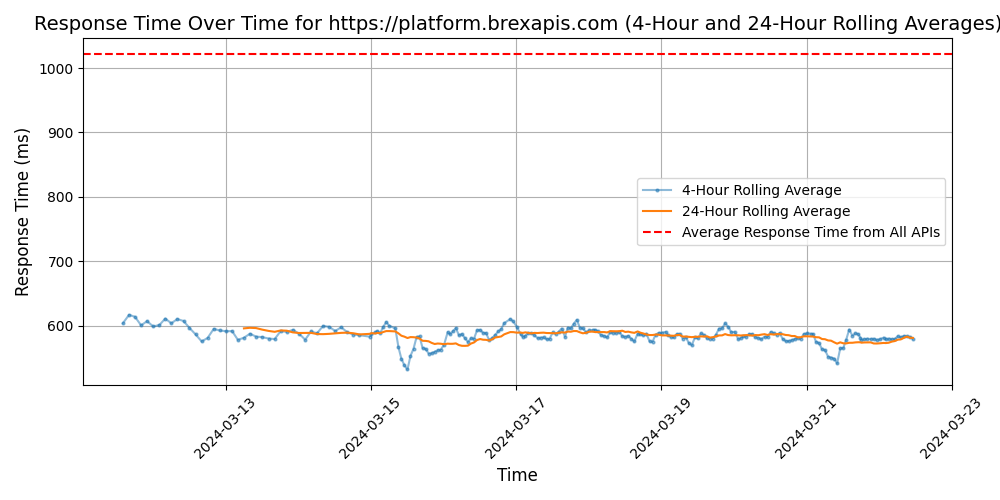 Response Time Over Time for https://platform.brexapis.com (4-Hour and 24-Hour Rolling Averages)
Response Time (ms)
1000
900
800
700
600
4-Hour Rolling Average
24-Hour Rolling Average
Average Response Time from All APIs
2024-03-13
2024-03-15
2024-03-17
2024-03-19
2024-03-21
2024-03-23
Time